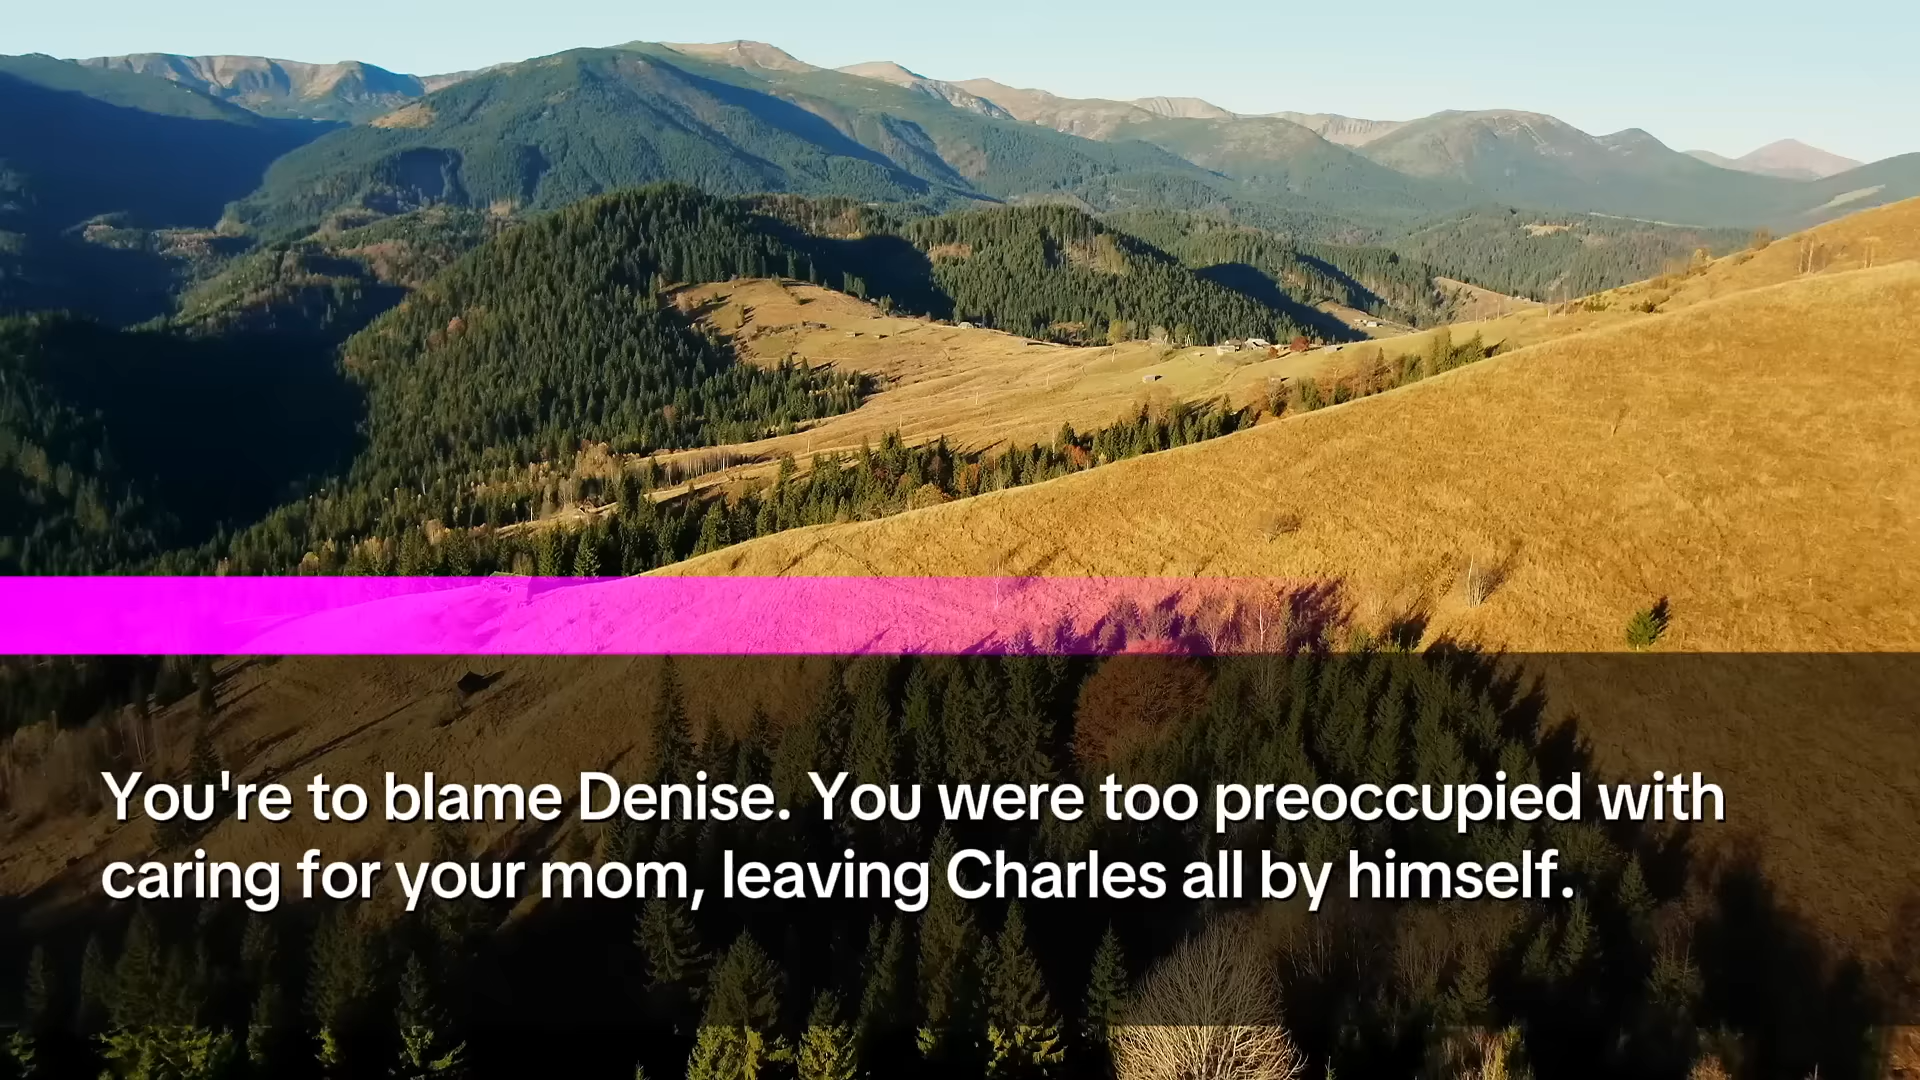 You're to blame Denise. You were too preoccupied with
caring for your mom, leaving Charles all by himself.